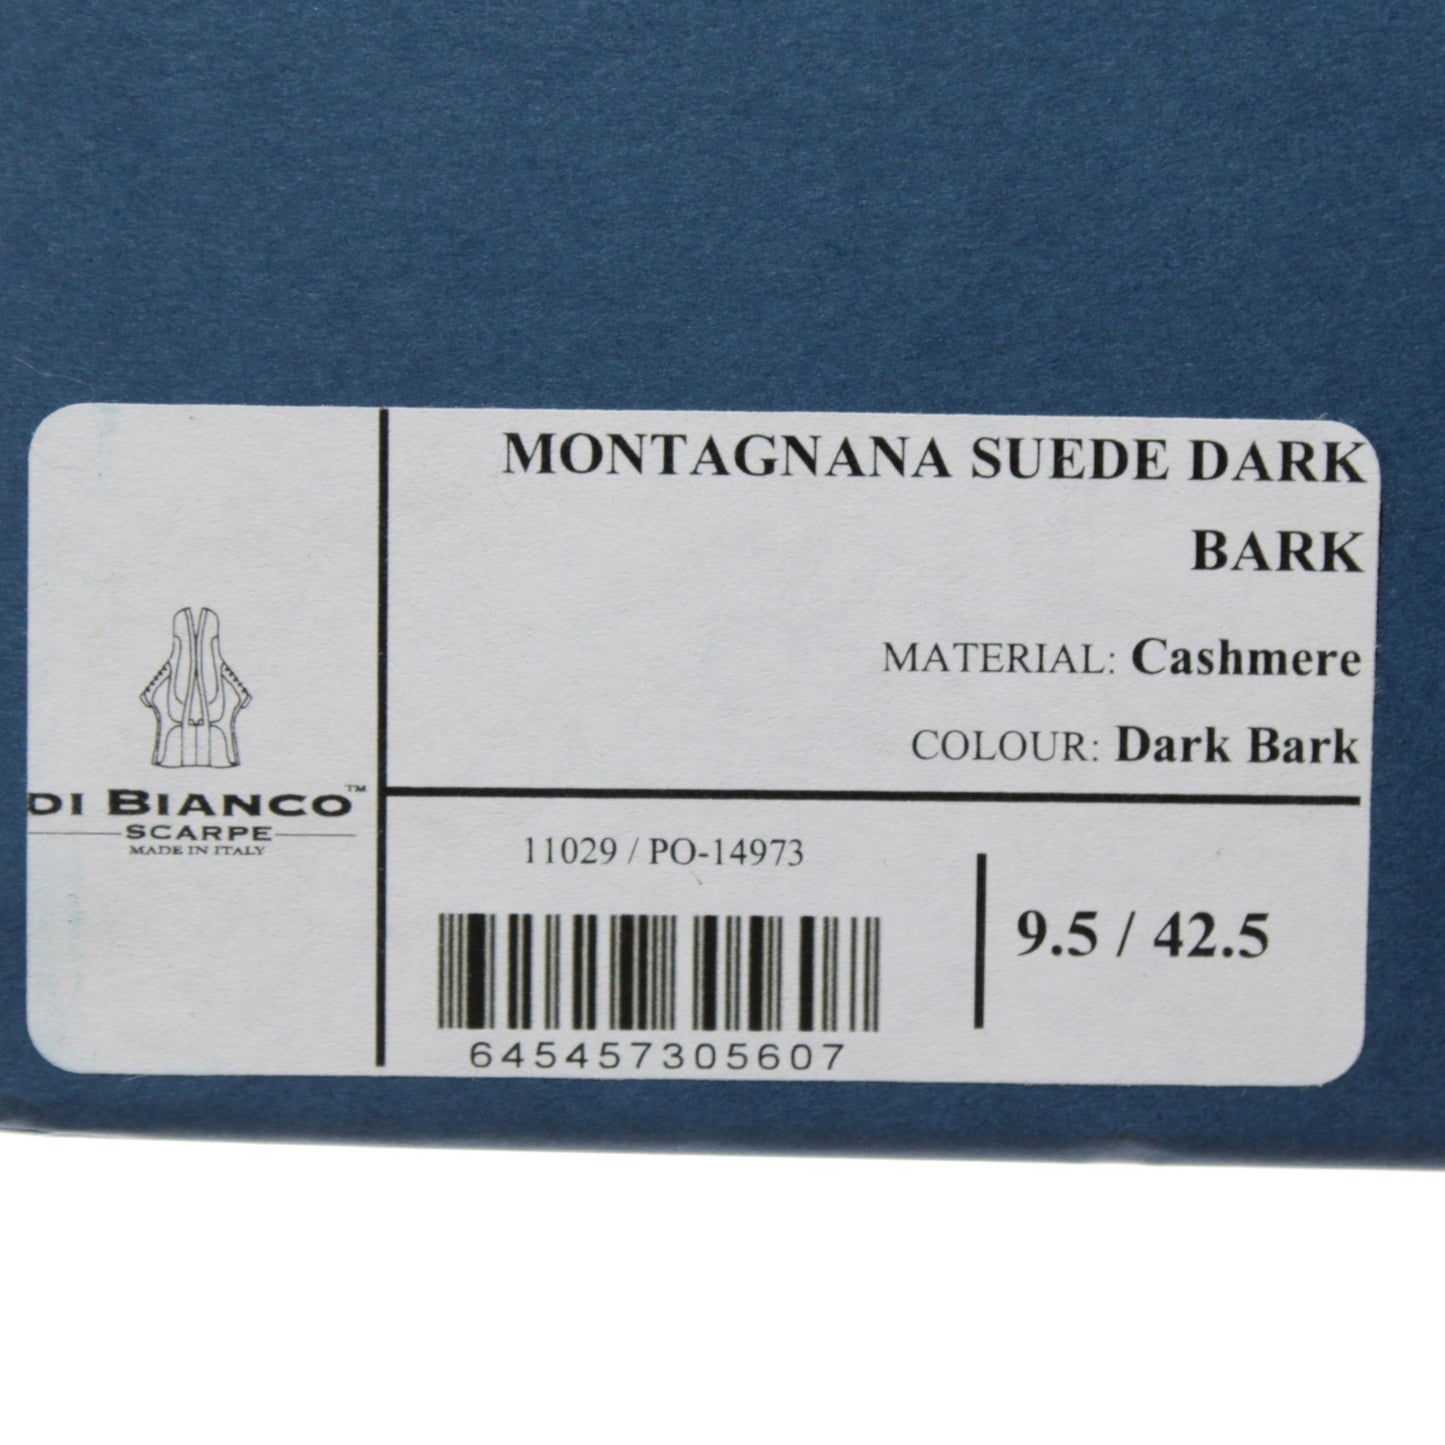 MONTAGNANA SUEDE DARK
BARK
MATERIAL: Cashmere
COLOUR: Dark Bark
DI BIANCO™
SCARPE
MADE IN ITALY
11029 / PO-14973
645457305607
9.5 / 42.5